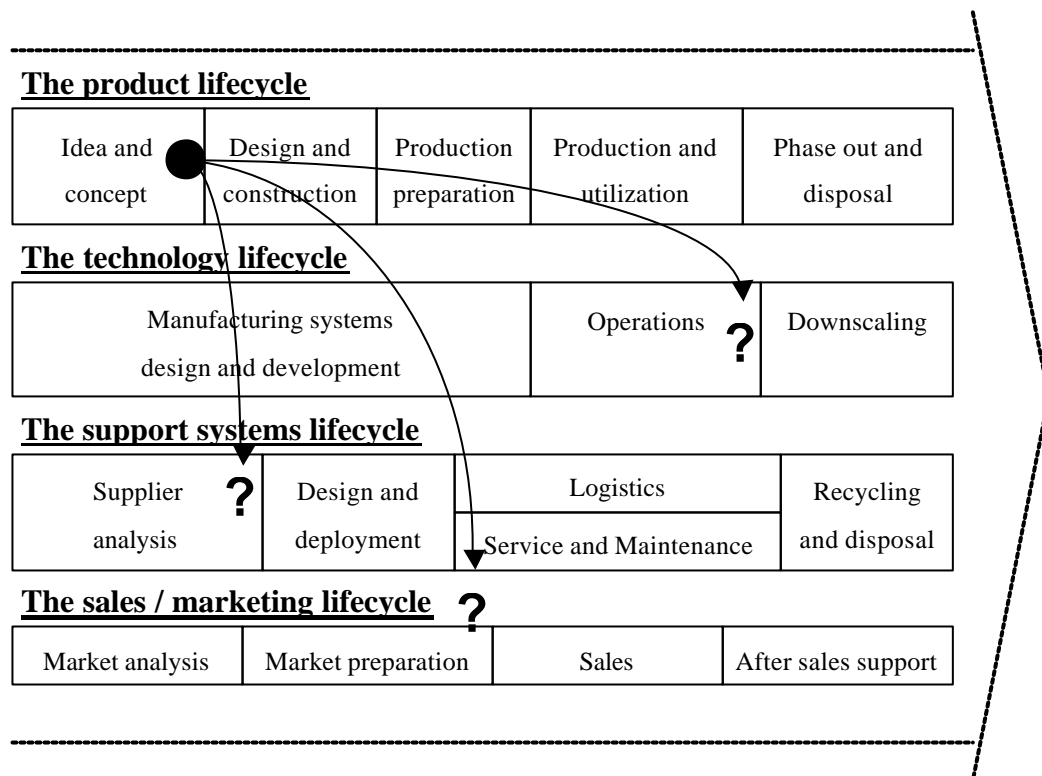 The product lifecycle
Idea and
concept
Design and
construction
Production
preparation
Production and
utilization
Phase out and
disposal
The technology lifecycle
Manufacturing systems
design and development
Operations
?
Downscaling
The support systems lifecycle
Supplier
analysis
?
Design and
deployment
Logistics
Service and Maintenance
Recycling
and disposal
The sales / marketing lifecycle
?
Market analysis
Market preparation
Sales
After sales support